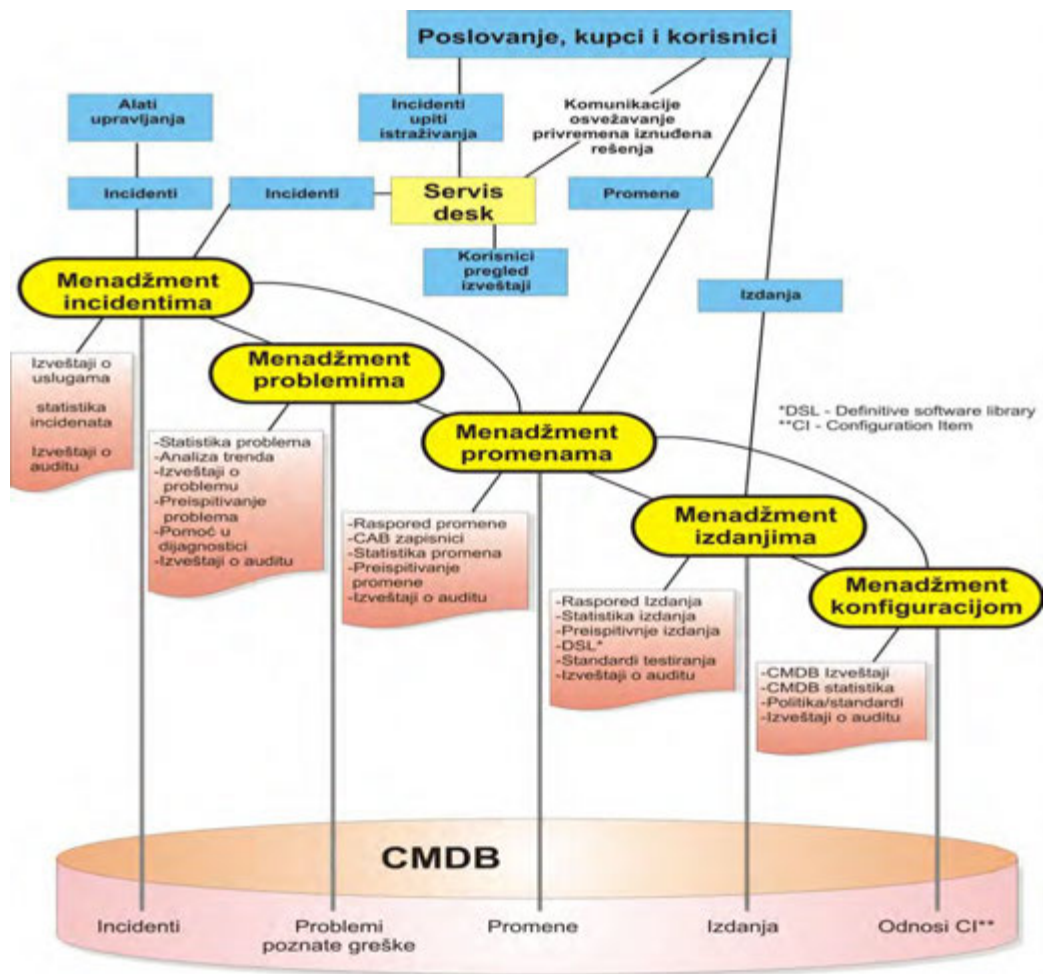 Poslovanje, kupci i korisnici
Alati
upravljanja
Incidenti
upiti
istraživanja
Komunikacije
osvežavanje
privremena iznuđena
rešenja
Incidenti
Incidenti
Servis
desk
Promene
Korisnici
pregled
izveštaji
Izdanja
Menadžment
incidentima
Izveštaji o
uslugama
statistika
incidenata
Izveštaji o
auditu
Menadžment
problemima
-Statistika problema
-Analiza trenda
-Izveštaji o
problemu
-Preispitivanje
problema
-Pomoć u
dijagnostici
-Izveštaji o auditu
*DSL - Definitive software library
**CI - Configuration Item
Menadžment
promenama
-Raspored promene
-CAB zapisnici
-Statistika promena
-Preispitivanje
promene
-Izveštaji o auditu
Menadžment
izdanjima
-Raspored Izdanja
-Statistika izdanja
-Preispitivnje izdanja
-DSL*
-Standardi testiranja
-Izveštaji o auditu
Menadžment
konfiguracijom
-CMDB Izveštaji
-CMDB statistika
-Politika/standardi
-Izveštaji o auditu
CMDB
Incidenti
Problemi
poznate greške
Promene
Izdanja
Odnosi CI**